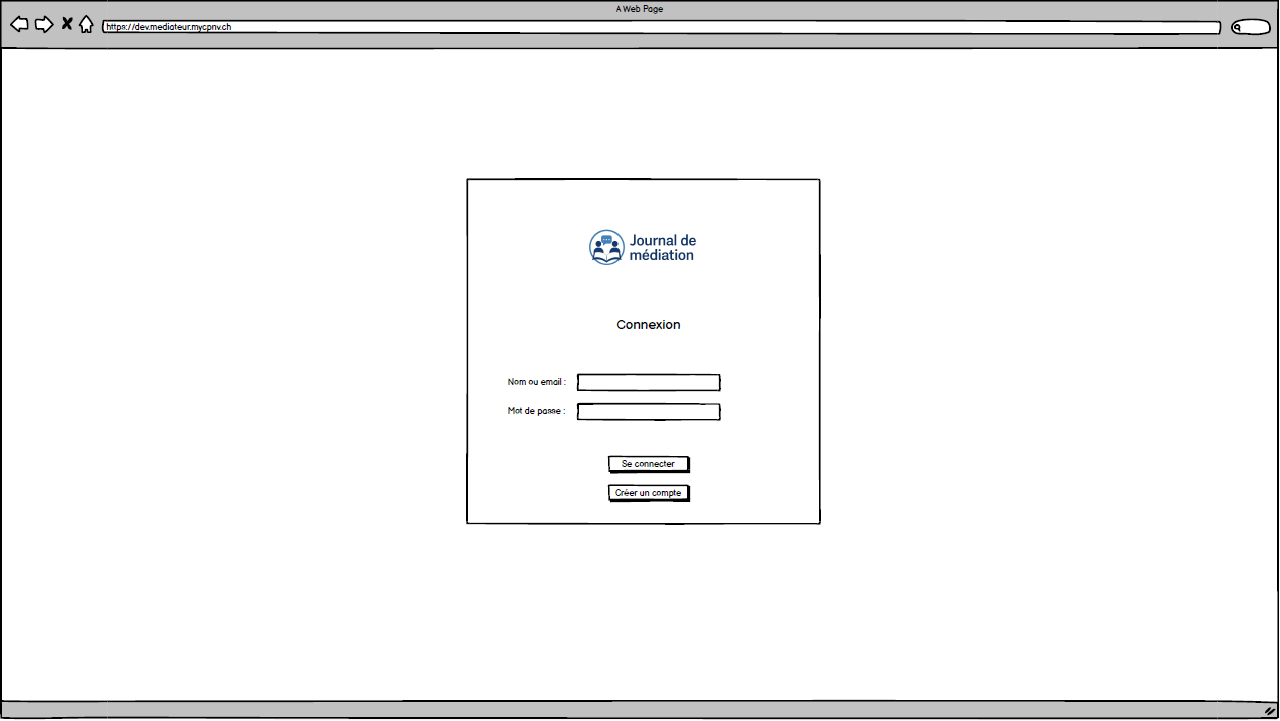 A Web Page
https://dev.mediateur.mycpnv.ch
Journal de
médiation
Connexion
Nom ou email :
Mot de passe :
Se connecter
Créer un compte